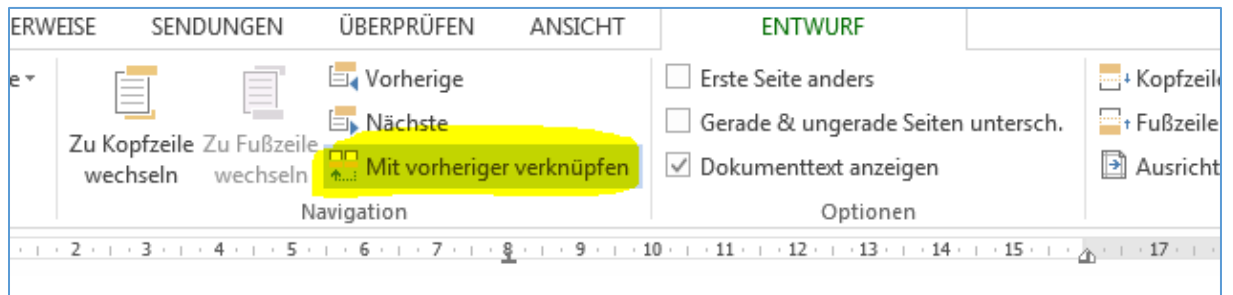 ERWEISE SENDUNGEN ÜBERPRÜFEN ANSICHT ENTWURF
e
Zu Kopfzeile wechseln
Zu Fußzeile wechseln
Vorherige
Nächste
Mit vorheriger verknüpfen
Navigation
Erste Seite anders
Gerade & ungerade Seiten untersch.
Dokumenttext anzeigen
Optionen
Kopfzeile
Fußzeile
Ausricht
2 3 4 5 6 7 8 9 10 11 12 13 14 15 17